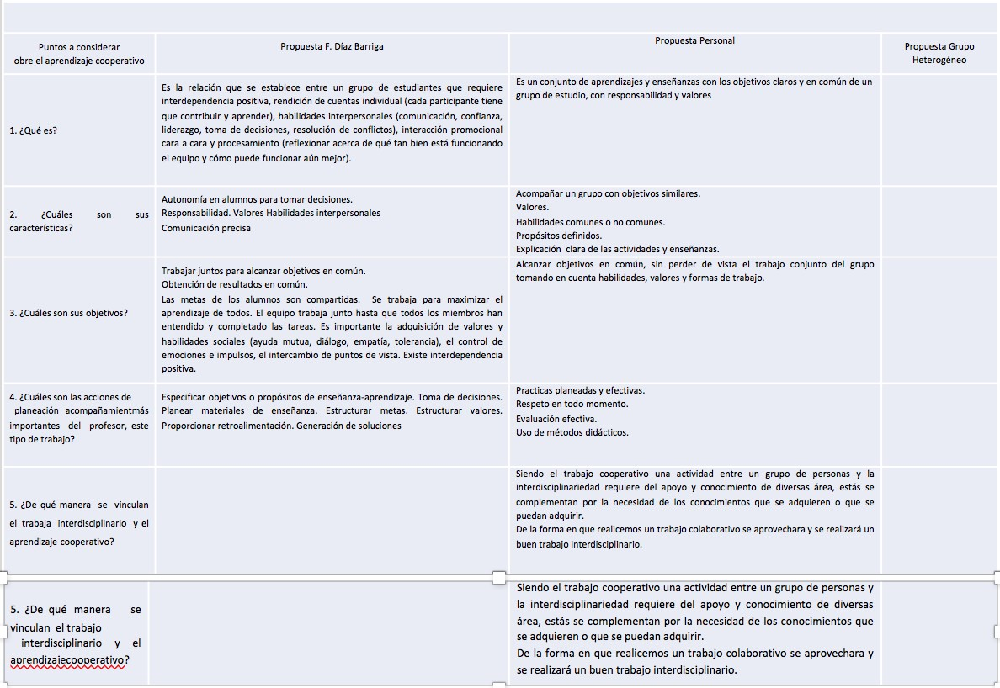 Puntos a considerar
obre el aprendizaje cooperativo
Propuesta F. Díaz Barriga
Propuesta Personal
Propuesta Grupo
Heterogéneo
1. ¿Qué es?
Es la relación que se establece entre un grupo de estudiantes que requiere
interdependencia positiva, rendición de cuentas individual (cada participante tiene
que contribuir y aprender), habilidades interpersonales (comunicación, confianza,
liderazgo, toma de decisiones, resolución de conflictos), interacción promocional
cara a cara y procesamiento (reflexionar acerca de qué tan bien está funcionando
el equipo y cómo puede funcionar aún mejor).
Es un conjunto de aprendizajes y enseñanzas con los objetivos claros y en común de un
grupo de estudio, con responsabilidad y valores
2. ¿Cuáles son sus
características?
Autonomía en alumnos para tomar decisiones.
Responsabilidad. Valores Habilidades interpersonales
Comunicación precisa
Acompañar un grupo con objetivos similares.
Valores.
Habilidades comunes o no comunes.
Propósitos definidos.
Explicación clara de las actividades y enseñanzas.
3. ¿Cuáles son sus objetivos?
Trabajar juntos para alcanzar objetivos en común.
Obtención de resultados en común.
Las metas de los alumnos son compartidas. Se trabaja para maximizar el
aprendizaje de todos. El equipo trabaja junto hasta que todos los miembros han
entendido y completado las tareas. Es importante la adquisición de valores y
habilidades sociales (ayuda mutua, diálogo, empatía, tolerancia), el control de
emociones e impulsos, el intercambio de puntos de vista. Existe interdependencia
positiva.
Alcanzar objetivos en común, sin perder de vista el trabajo conjunto del grupo
tomando en cuenta habilidades, valores y formas de trabajo.
4. ¿Cuáles son las acciones de
planeación acompañamientmás
importantes del profesor, este
tipo de trabajo?
Especificar objetivos o propósitos de enseñanza-aprendizaje. Toma de decisiones.
Planear materiales de enseñanza. Estructurar metas. Estructurar valores.
Proporcionar retroalimentación. Generación de soluciones
Practicas planeadas y efectivas.
Respeto en todo momento.
Evaluación efectiva.
Uso de métodos didácticos.
5. ¿De qué manera se vinculan
el trabaja interdisciplinario y el
aprendizaje cooperativo?
Siendo el trabajo cooperativo una actividad entre un grupo de personas y la
interdisciplinariedad requiere del apoyo y conocimiento de diversas área, estás se
complementan por la necesidad de los conocimientos que se adquieren o que se
puedan adquirir.
De la forma en que realicemos un trabajo colaborativo se aprovechara y se realizará un
buen trabajo interdisciplinario.
5. ¿De qué manera se
vinculan el trabajo
interdisciplinario y el
aprendizajecooperativo?
Siendo el trabajo cooperativo una actividad entre un grupo de personas y
la interdisciplinariedad requiere del apoyo y conocimiento de diversas
área, estás se complementan por la necesidad de los conocimientos que
se adquieren o que se puedan adquirir.
De la forma en que realicemos un trabajo colaborativo se aprovechara y
se realizará un buen trabajo interdisciplinario.